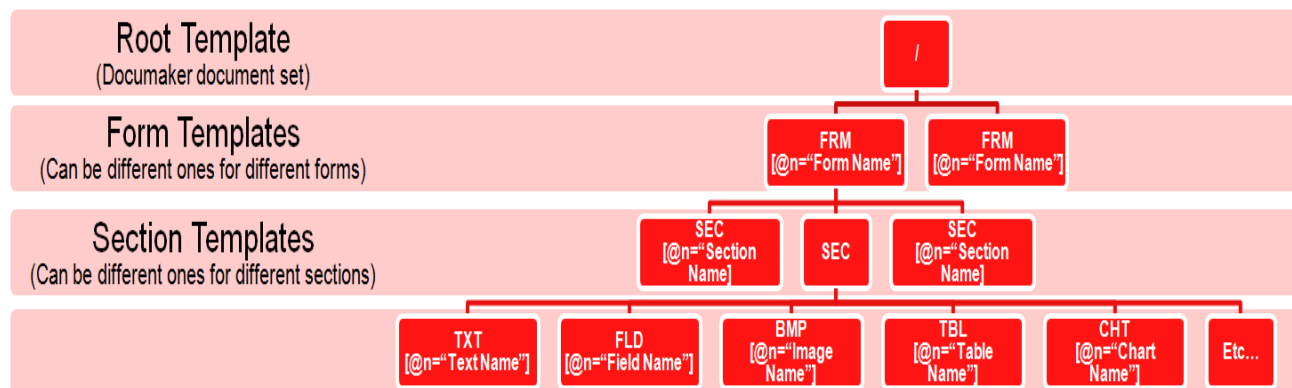 Root Template
(Documaker document set)
/
Form Templates
(Can be different ones for different forms)
FRM
[@n=“Form Name”]
FRM
[@n=“Form Name”]
Section Templates
(Can be different ones for different sections)
SEC
[@n=“Section
Name]
SEC
SEC
[@n=“Section
Name]
TXT
[@n=“Text Name”]
FLD
[@n=“Field Name”]
BMP
[@n=“Image
Name”]
TBL
[@n=“Table
Name”]
CHT
[@n=“Chart
Name”]
Etc...